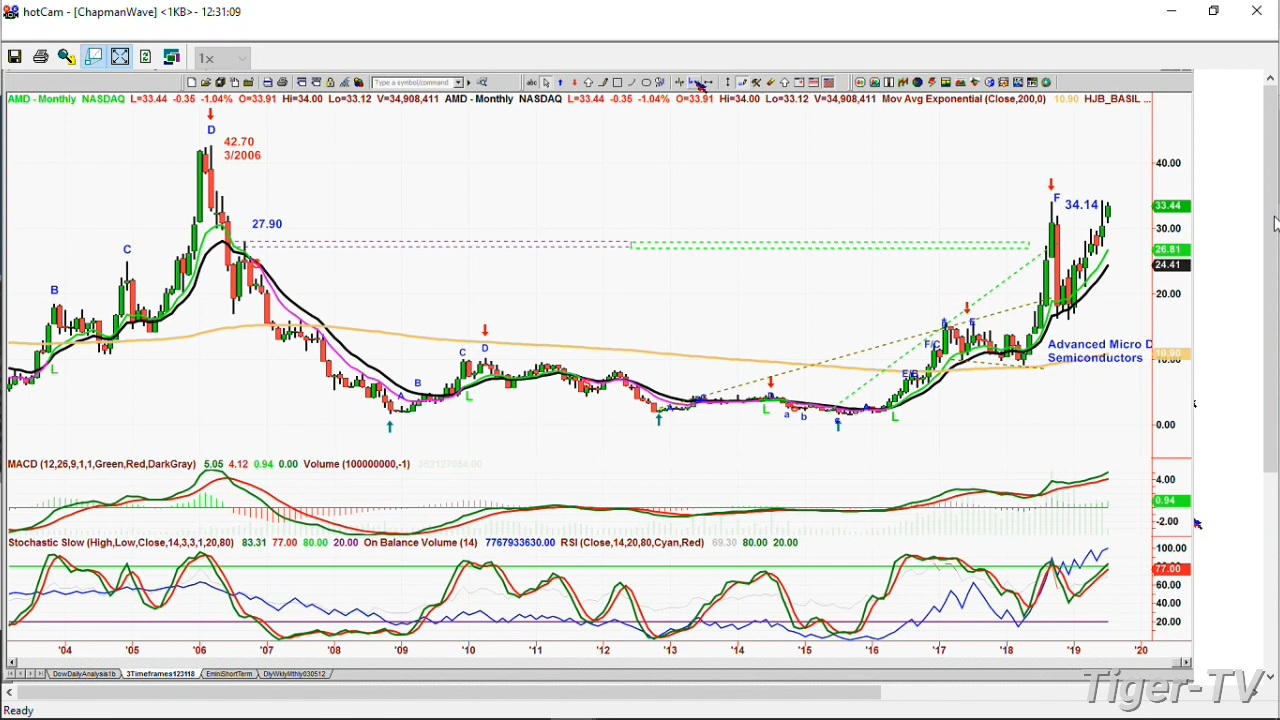 hotCam - [ChapmanWave] <1KB> - 12:31:09
1x
Type a symbol/command
abc
AMD - Monthly NASDAQ L=33.44 -0.35 -1.04% O=33.91 Hi=34.00 Lo=33.12 V=34,908,411 AMD - Monthly NASDAQ L=33.44 -0.35 -1.04% O=33.91 Hi=34.00 Lo=33.12 V=34,908,411 Mov Avg Exponential (Close,200,0) 10.90 HJB_BASIL ...
D
42.70
3/2006
40.00
F
34.14
33.44
27.90
30.00
C
26.81
24.41
B
20.00
E
Advanced Micro D
Semiconductors
F/C
10.90
C
D
L
E/B
B
A
L
L
a
b
A
L
0.00
MACD (12,26,9,1,1,Green,Red,DarkGray) 5.05 4.12 0.94 0.00 Volume (100000000,-1) 362127084.00
4.00
0.94
-2.00
Stochastic Slow (High,Low,Close,14,3,3,1,20,80) 83.31 77.00 80.00 20.00 On Balance Volume (14) 7767933630.00 RSI (Close,14,20,80,Cyan,Red) 69.30 80.00 20.00
100.00
77.00
60.00
40.00
20.00
'04 '05 '06 '07 '08 '09 '10 '11 '12 '13 '14 '15 '16 '17 '18 '19 '20
DowDailyAnalysis1b 3Timeframes123118 EminiShortTerm DlyWklyMthly030512
Tiger-TV
Ready